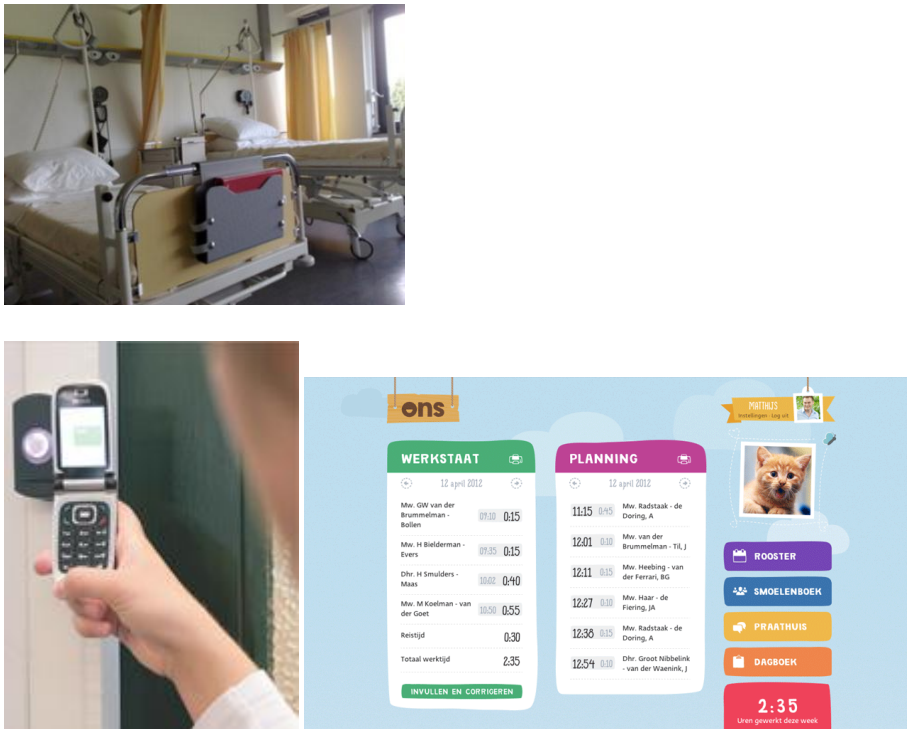 ons
MATTHIJS
Instellingen · Log uit
WERKSTAAT
12 april 2012
Mw. GW van der
Brummelman -
Bollen
07:10 0:15
Mw. H Bielderman -
Evers
07:35 0:15
Dhr. H Smulders -
Maas
10:02 0:40
Mw. M Koelman - van
der Goet
10:50 0:55
Reistijd 0:30
Totaal werktijd 2:35
INVULLEN EN CORRIGEREN
PLANNING
12 april 2012
11:15 0:45 Mw. Radstaak - de
Doring, A
12:01 0:10 Mw. van der
Brummelman - Til, J
12:11 0:15 Mw. Heebing - van
der Ferrari, BG
12:27 0:10 Mw. Haar - de
Fiering, JA
12:38 0:15 Mw. Radstaak - de
Doring, A
12:54 0:10 Dhr. Groot Nibbelink
- van der Waenink, J
ROOSTER
SMOELENBOEK
PRAATHUIS
DAGBOEK
2:35
Uren gewerkt deze week